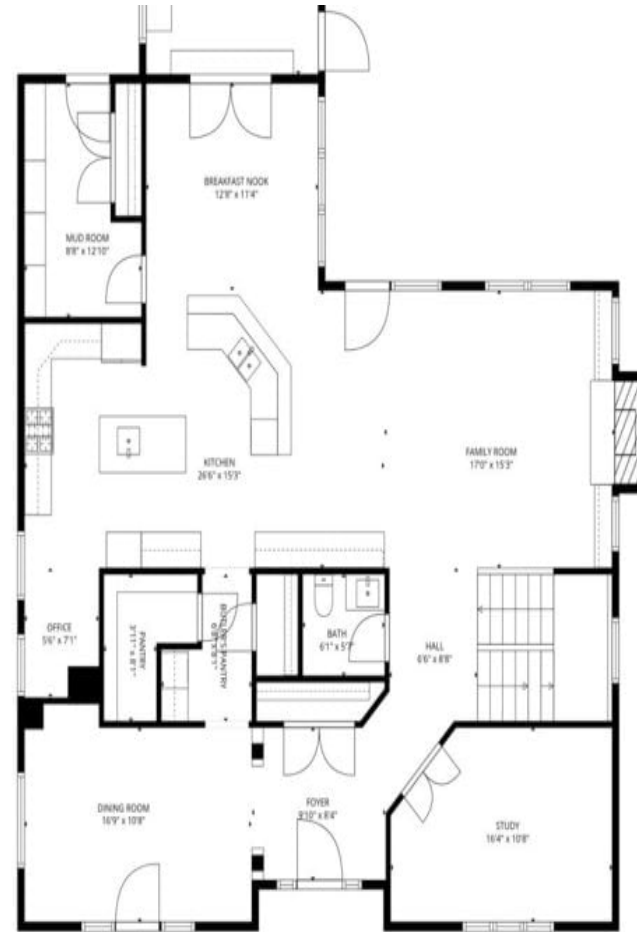 BREAKFAST NOOK
12'8" x 11'4"
MUD ROOM
8'8" x 12'10"
KITCHEN
26'6" x 15'3"
FAMILY ROOM
17'0" x 15'3"
OFFICE
5'6" x 7'1"
PANTRY
BUTLER'S PANTRY
BATH
6'1" x 5'7"
HALL
6'6" x 8'8"
DINING ROOM
16'9" x 10'8"
FOYER
9'10" x 8'4"
STUDY
16'4" x 10'8"